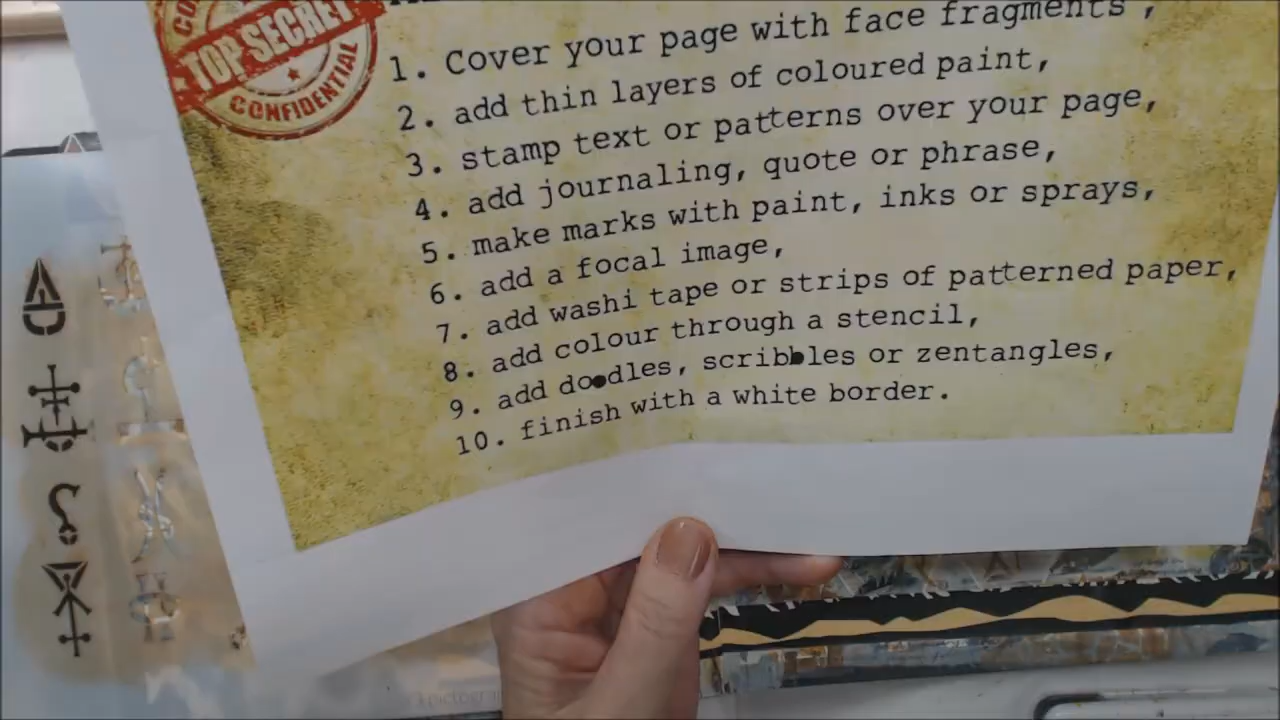 TOP SECRET
CONFIDENTIAL
1. Cover your page with face fragments,
2. add thin layers of coloured paint,
3. stamp text or patterns over your page,
4. add journaling, quote or phrase,
5. make marks with paint, inks or sprays,
6. add a focal image,
7. add washi tape or strips of patterned paper,
8. add colour through a stencil,
9. add doodles, scribbles or zentangles,
10. finish with a white border.